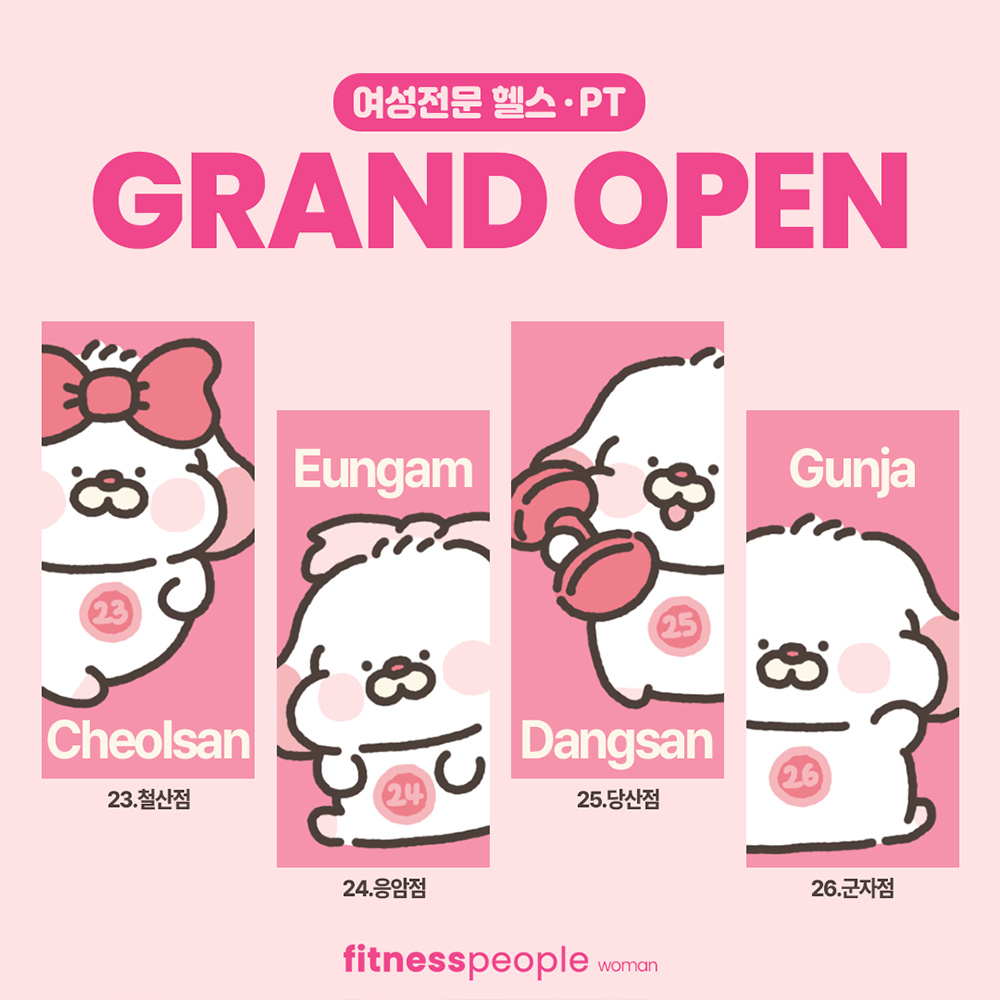 여성전문 헬스·PT
GRAND OPEN
23
Cheolsan
23.철산점
Eungam
24
24.응암점
25
Dangsan
25.당산점
Gunja
26
26.군자점
fitnesspeople woman